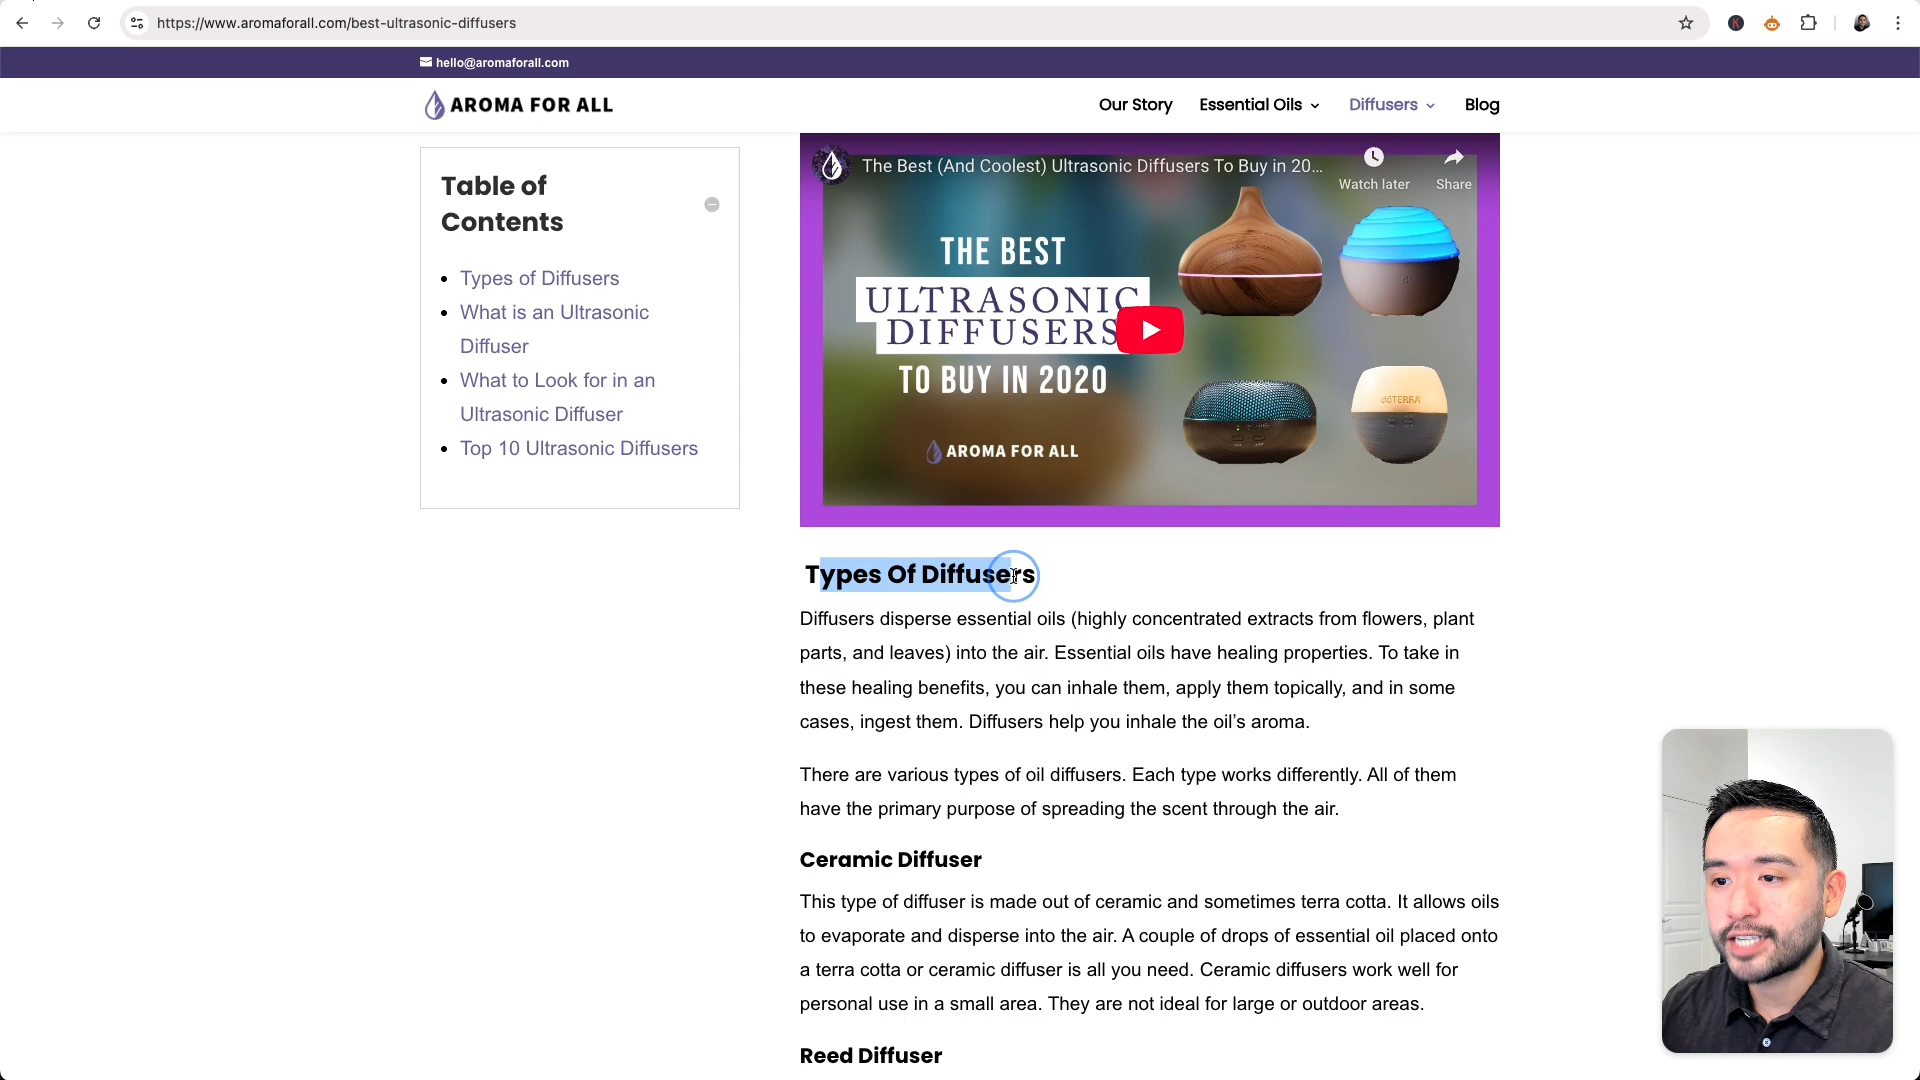 https://www.aromaforall.com/best-ultrasonic-diffusers
hello@aromaforall.com
AROMA FOR ALL
Our Story
Essential Oils
Diffusers
Blog
Table of
Contents
Types of Diffusers
What is an Ultrasonic
Diffuser
What to Look for in an
Ultrasonic Diffuser
Top 10 Ultrasonic Diffusers
The Best (And Coolest) Ultrasonic Diffusers To Buy in 20...
Watch later
Share
THE BEST
ULTRASONIC
DIFFUSERS
TO BUY IN 2020
dōTERRA
AROMA FOR ALL
Types Of Diffusers
Diffusers disperse essential oils (highly concentrated extracts from flowers, plant
parts, and leaves) into the air. Essential oils have healing properties. To take in
these healing benefits, you can inhale them, apply them topically, and in some
cases, ingest them. Diffusers help you inhale the oil’s aroma.
There are various types of oil diffusers. Each type works differently. All of them
have the primary purpose of spreading the scent through the air.
Ceramic Diffuser
This type of diffuser is made out of ceramic and sometimes terra cotta. It allows oils
to evaporate and disperse into the air. A couple of drops of essential oil placed onto
a terra cotta or ceramic diffuser is all you need. Ceramic diffusers work well for
personal use in a small area. They are not ideal for large or outdoor areas.
Reed Diffuser